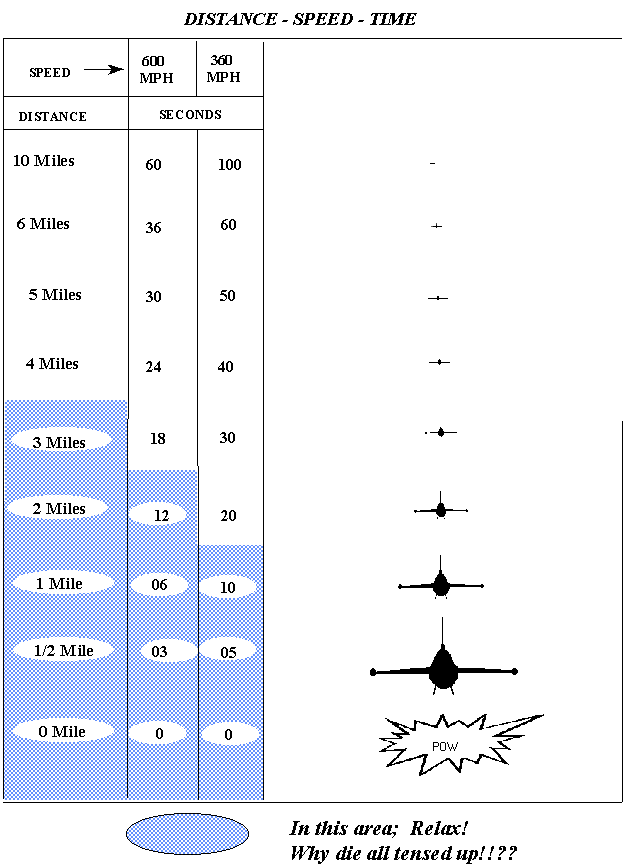 DISTANCE - SPEED - TIME
SPEED 600 MPH 360 MPH
DISTANCE SECONDS
10 Miles 60 100
6 Miles 36 60
5 Miles 30 50
4 Miles 24 40
3 Miles 18 30
2 Miles 12 20
1 Mile 06 10
1/2 Mile 03 05
0 Mile 0 0
POW
In this area; Relax!
Why die all tensed up!!??